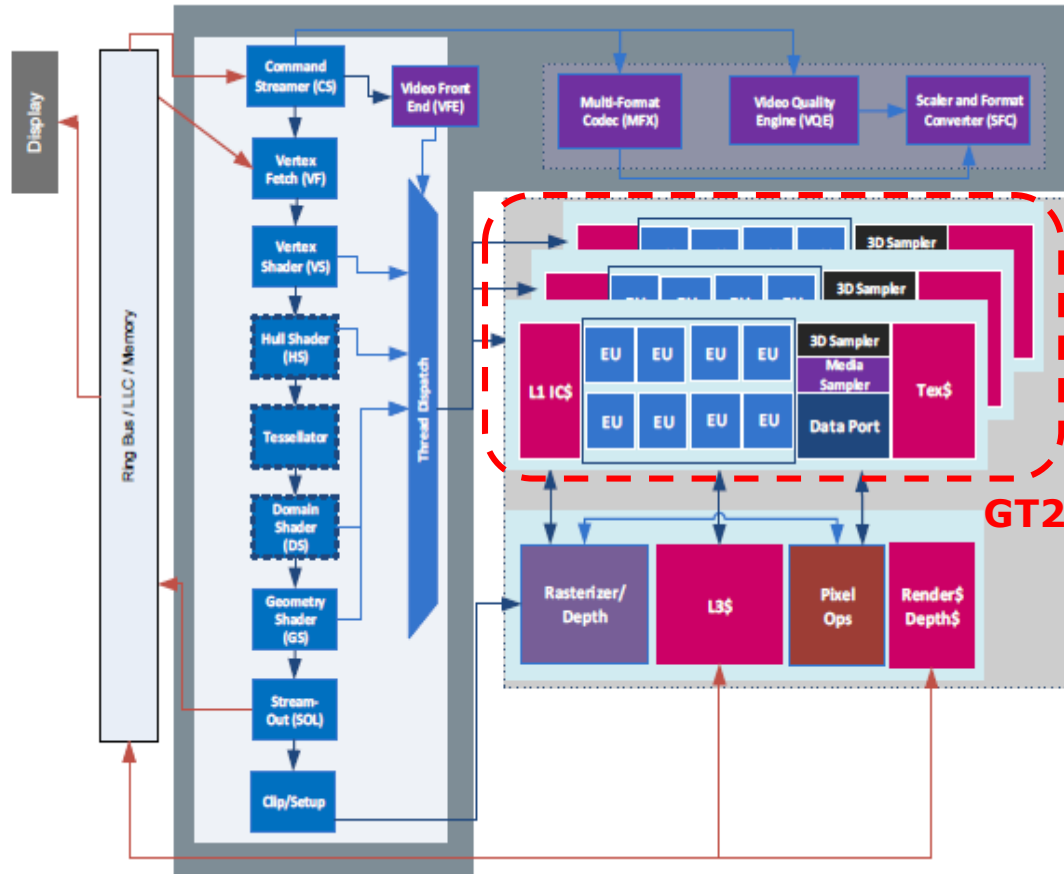 Display
Ring Bus / LLC / Memory
Command
Streamer (CS)
Video Front
End (VFE)
Vertex
Fetch (VF)
Vertex
Shader (VS)
Hull Shader
(HS)
Tessellator
Domain
Shader
(DS)
Geometry
Shader
(GS)
Stream-
Out (SOL)
Clip/Setup
Thread Dispatch
Multi-Format
Codec (MFX)
Video Quality
Engine (VQE)
Scaler and Format
Converter (SFC)
3D Sampler
3D Sampler
EU
EU
EU
EU
L1 IC$
EU
EU
EU
EU
EU
EU
EU
EU
3D Sampler
Media
Sampler
Data Port
Tex$
GT2
Rasterizer/
Depth
L3$
Pixel
Ops
Render$
Depth$